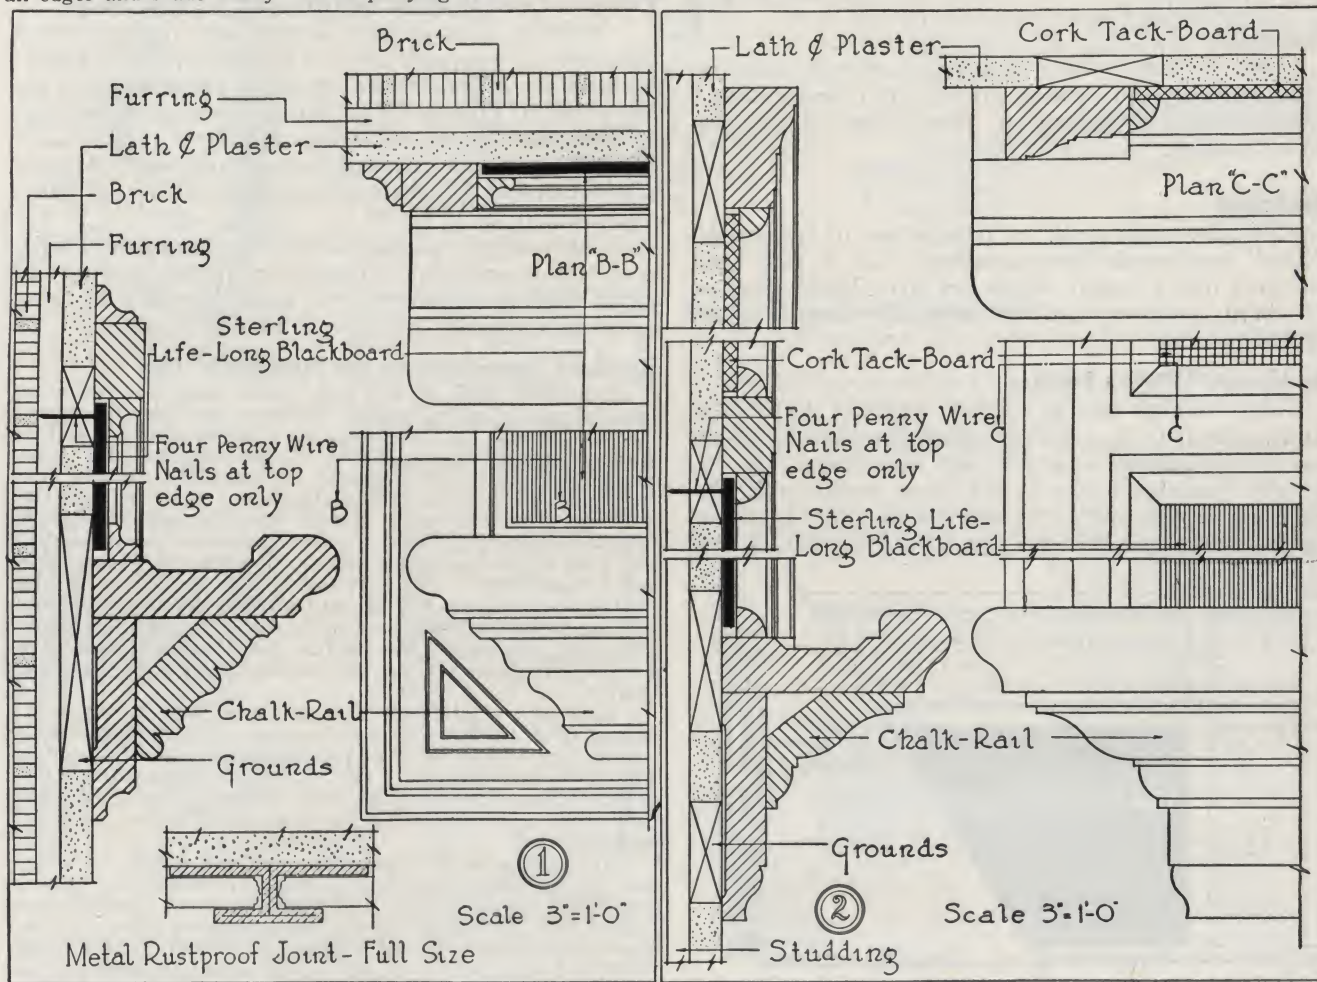 Brick
Furring
Lath & Plaster
Brick
Furring
Plan "B-B"
Sterling
Life-Long Blackboard
Four Penny Wire
Nails at top
edge only
B
B
Chalk-Rail
Grounds
1
Scale 3"=1'-0"
Metal Rustproof Joint - Full Size
Lath & Plaster
Cork Tack-Board
Plan "C-C"
Cork Tack-Board
Four Penny Wire
Nails at top
edge only
C
C
Sterling Life-
Long Blackboard
Chalk-Rail
Grounds
2
Scale 3"=1'-0"
Studding